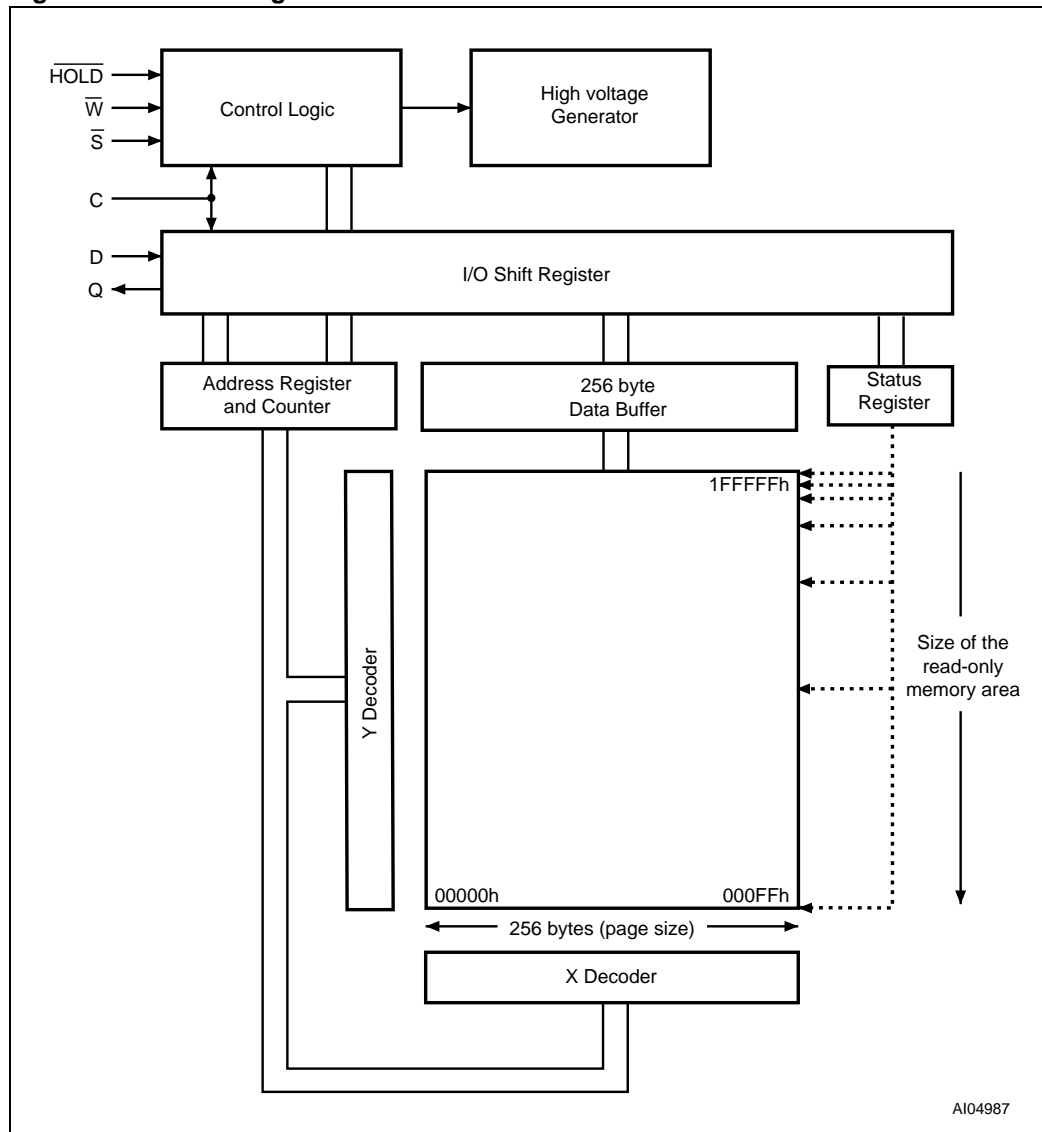 HOLD
W
S
C
D
Q
Control Logic
High voltage
Generator
I/O Shift Register
Address Register
and Counter
256 byte
Data Buffer
Status
Register
1FFFFFh
Y Decoder
Size of the
read-only
memory area
00000h
000FFh
256 bytes (page size)
X Decoder
AI04987